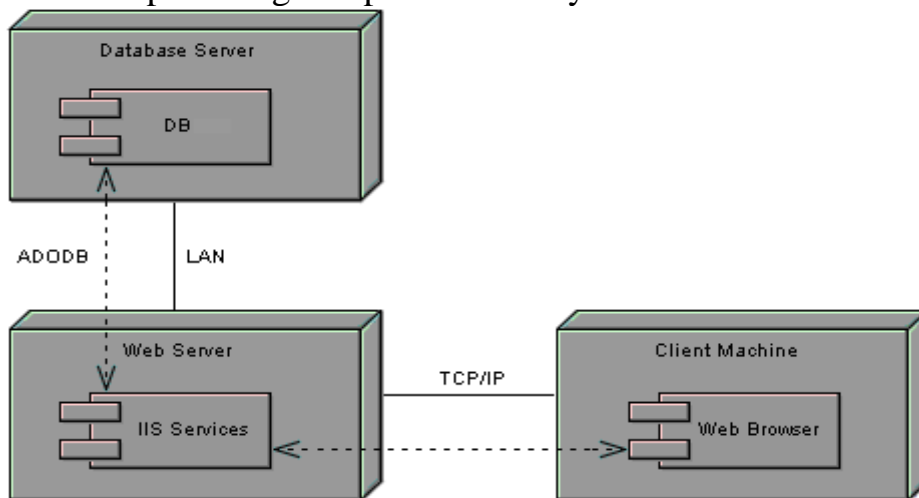 Database Server
DB
ADODB
LAN
Web Server
Client Machine
TCP/IP
IIS Services
Web Browser